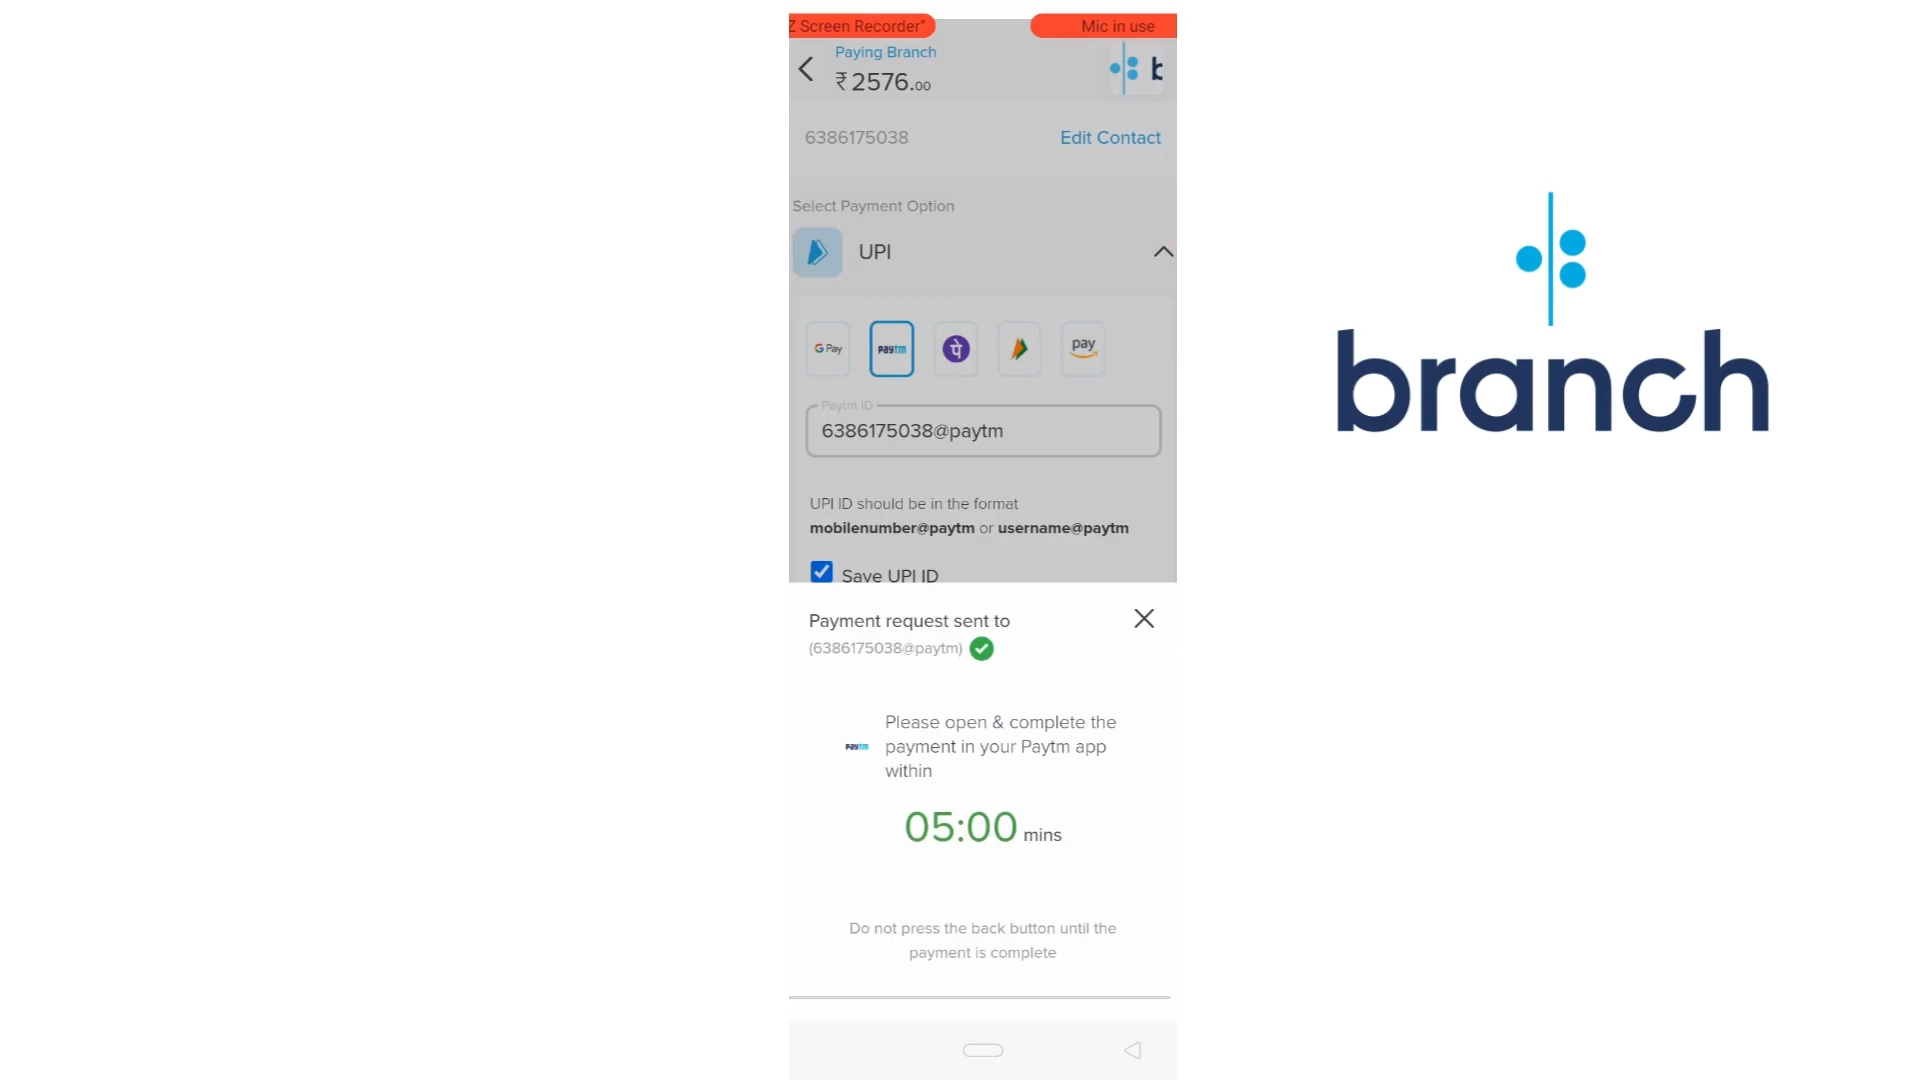 Z Screen Recorder"
Mic in use
Paying Branch
₹2576.00
b
6386175038
Edit Contact
Select Payment Option
UPI
G Pay
paytm
पे
pay
Paytm ID
6386175038@paytm
UPI ID should be in the format
mobilenumber@paytm or username@paytm
Save UPI ID
Payment request sent to
(6386175038@paytm)
Please open & complete the
paytm
payment in your Paytm app
within
05:00 mins
Do not press the back button until the
payment is complete
branch